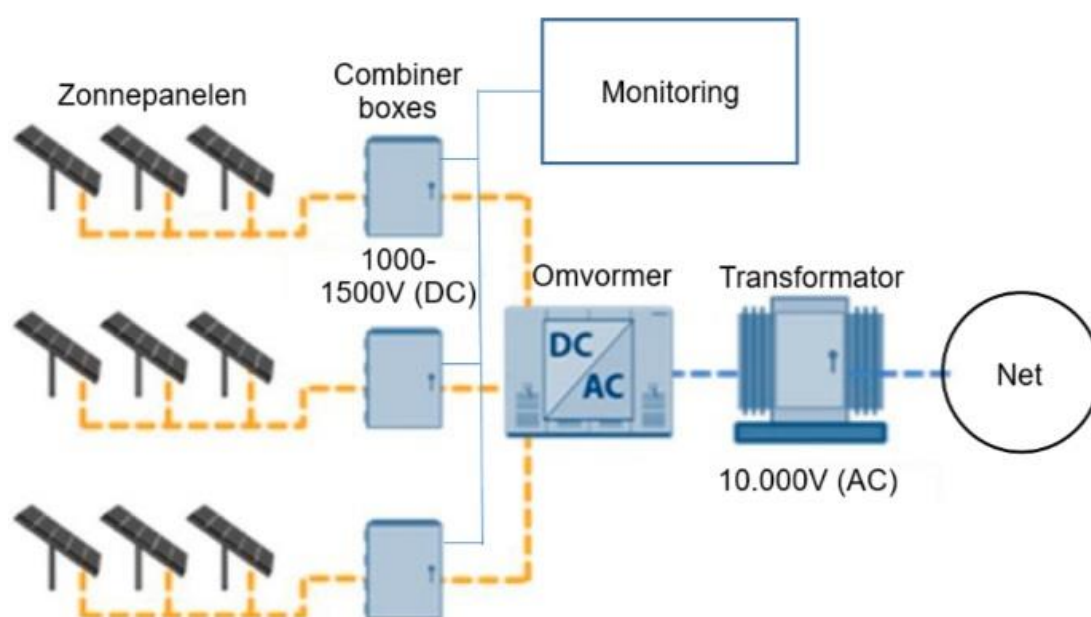 Zonnepanelen
Combiner
boxes
Monitoring
1000-
1500V (DC)
Omvormer
Transformator
DC
AC
Net
10.000V (AC)